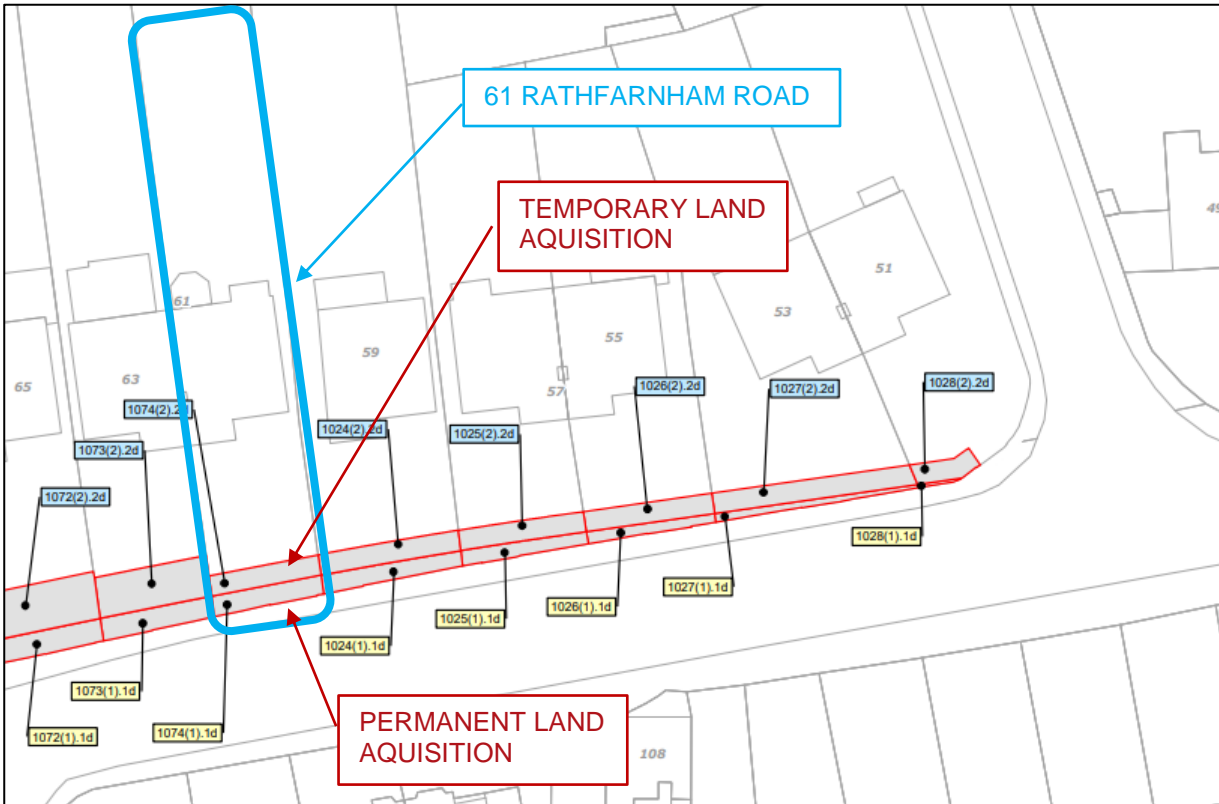 61 RATHFARNHAM ROAD
TEMPORARY LAND
AQUISITION
49
51
61
53
55
59
63
65
57
1028(2).2d
1026(2).2d
1027(2).2d
1074(2).2d
1024(2).2d
1025(2).2d
1073(2).2d
1072(2).2d
1028(1).1d
1027(1).1d
1026(1).1d
1025(1).1d
1024(1).1d
1073(1).1d
1074(1).1d
1072(1).1d
PERMANENT LAND
AQUISITION
108